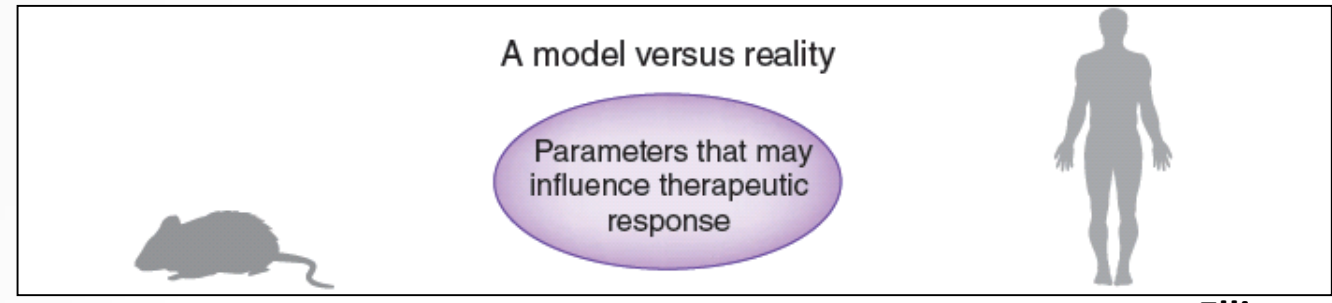 A model versus reality
Parameters that may
influence therapeutic
response